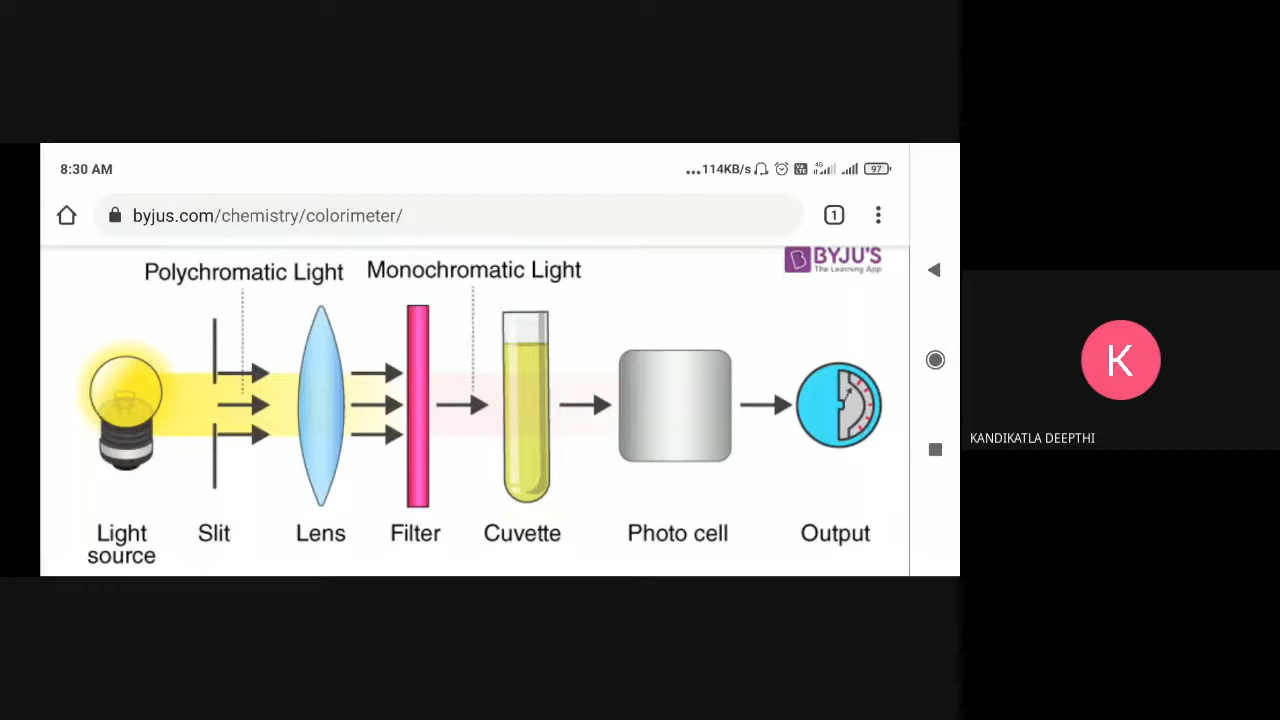 8:30 AM
...114KB/s
4G
97
byjus.com/chemistry/colorimeter/
1
BYJU'S
The Learning App
Polychromatic Light
Monochromatic Light
Light
source
Slit
Lens
Filter
Cuvette
Photo cell
Output
K
KANDIKATLA DEEPTHI